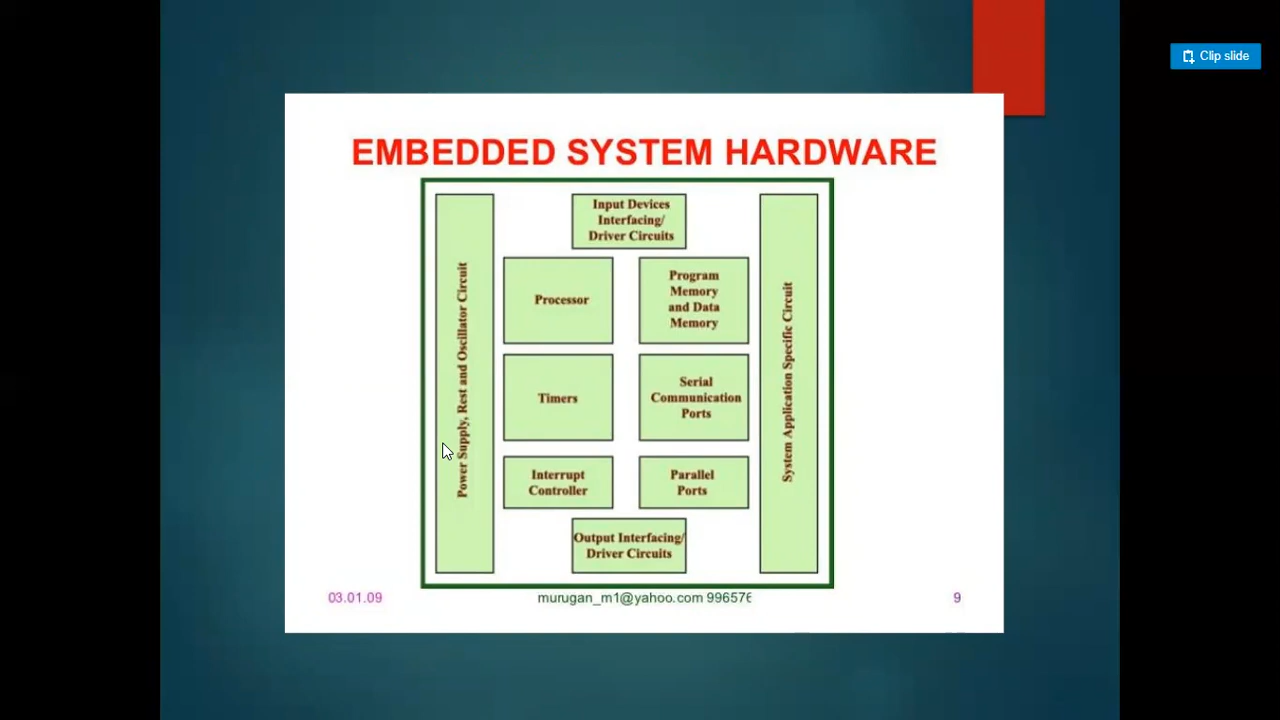 Clip slide
EMBEDDED SYSTEM HARDWARE
Power Supply, Rest and Oscillator Circuit
Input Devices
Interfacing/
Driver Circuits
Processor
Program
Memory
and Data
Memory
Timers
Serial
Communication
Ports
Interrupt
Controller
Parallel
Ports
Output Interfacing/
Driver Circuits
System Application Specific Circuit
03.01.09
murugan_m1@yahoo.com 99657
9